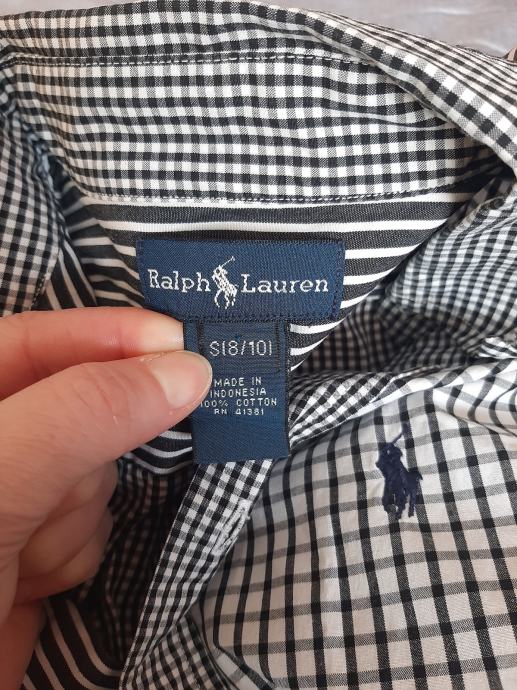 Ralph Lauren
S(8/10)
MADE IN
INDONESIA
100% COTTON
RN 41381